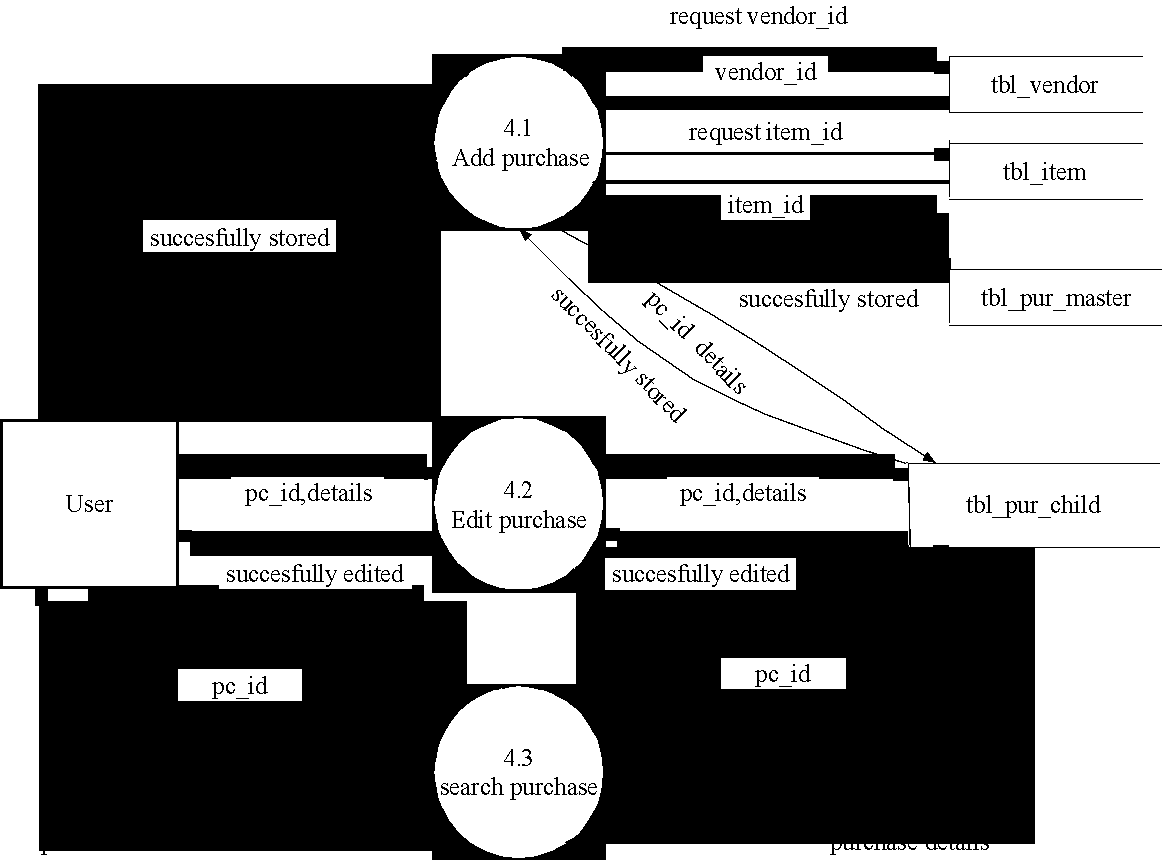 request vendor_id
vendor_id
tbl_vendor
4.1
Add purchase
request item_id
tbl_item
item_id
succesfully stored
succesfully stored
tbl_pur_master
pc_id details
succesfully stored
User
pc_id,details
4.2
Edit purchase
pc_id,details
tbl_pur_child
succesfully edited
succesfully edited
pc_id
pc_id
4.3
search purchase
purchase details